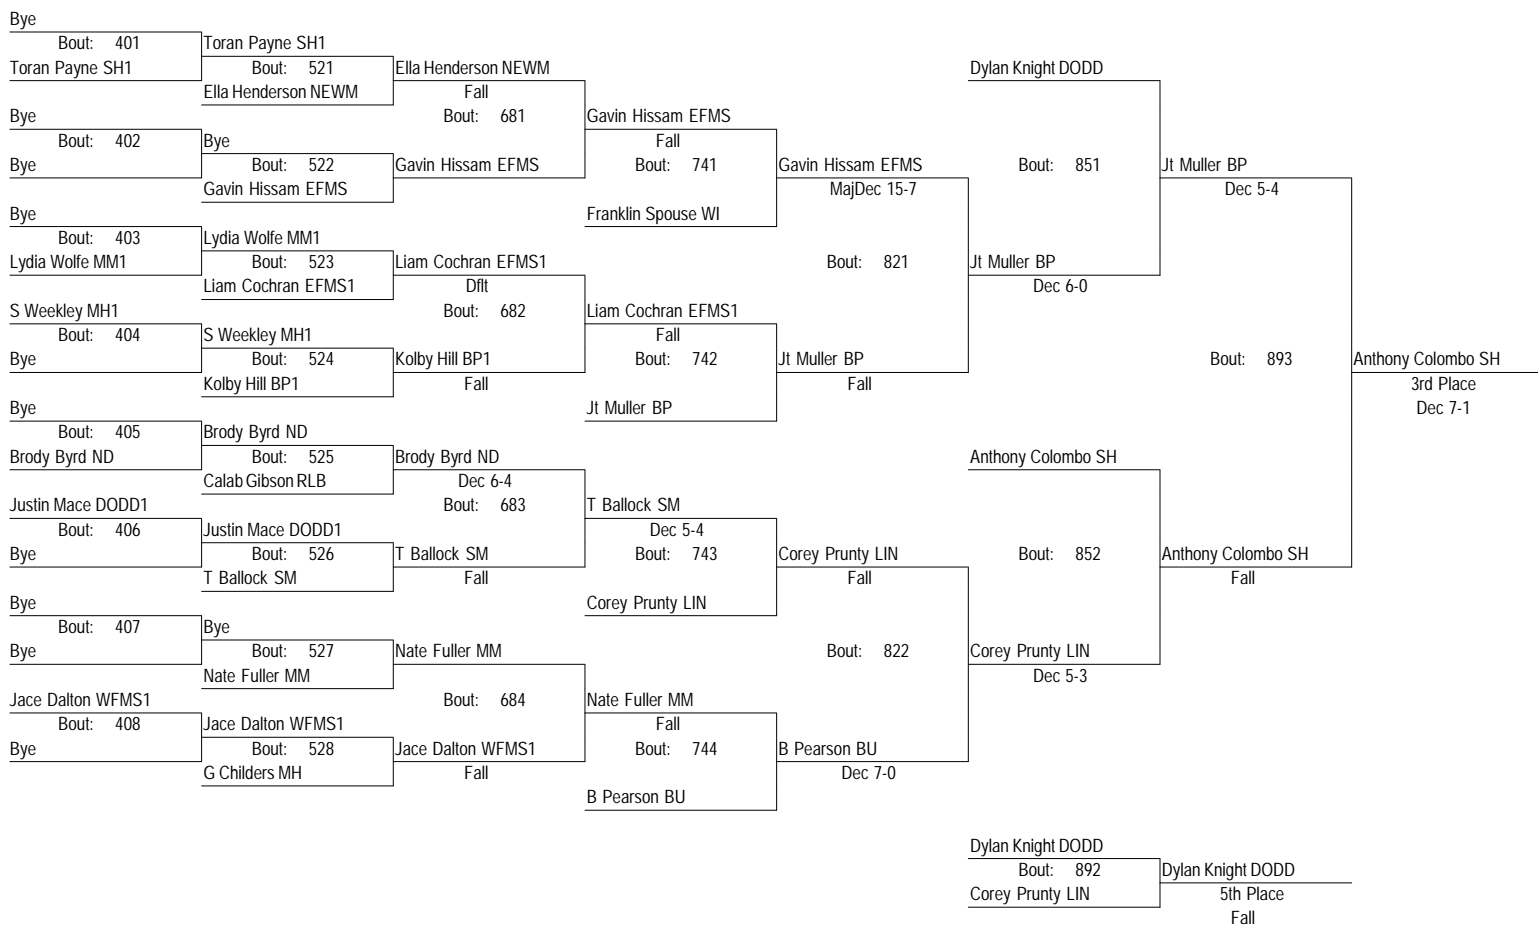 Bye
Bout: 401
Toran Payne SH1
Toran Payne SH1
Bout: 521
Ella Henderson NEWM
Ella Henderson NEWM
Fall
Dylan Knight DODD
Bye
Bout: 681
Gavin Hissam EFMS
Bout: 402
Bye
Fall
Bye
Bout: 522
Gavin Hissam EFMS
Bout: 741
Gavin Hissam EFMS
Bout: 851
Jt Muller BP
Gavin Hissam EFMS
MajDec 15-7
Dec 5-4
Bye
Franklin Spouse WI
Bout: 403
Lydia Wolfe MM1
Lydia Wolfe MM1
Bout: 523
Liam Cochran EFMS1
Bout: 821
Jt Muller BP
Liam Cochran EFMS1
Dflt
Dec 6-0
S Weekley MH1
Bout: 682
Liam Cochran EFMS1
Bout: 404
S Weekley MH1
Fall
Bye
Bout: 524
Kolby Hill BP1
Bout: 742
Jt Muller BP
Bout: 893
Anthony Colombo SH
Kolby Hill BP1
Fall
Fall
3rd Place
Bye
Jt Muller BP
Dec 7-1
Bout: 405
Brody Byrd ND
Brody Byrd ND
Bout: 525
Brody Byrd ND
Anthony Colombo SH
Calab Gibson RLB
Dec 6-4
Justin Mace DODD1
Bout: 683
T Ballock SM
Bout: 406
Justin Mace DODD1
Dec 5-4
Bye
Bout: 526
T Ballock SM
Bout: 743
Corey Prunty LIN
Bout: 852
Anthony Colombo SH
T Ballock SM
Fall
Fall
Fall
Bye
Corey Prunty LIN
Bout: 407
Bye
Bye
Bout: 527
Nate Fuller MM
Bout: 822
Corey Prunty LIN
Nate Fuller MM
Dec 5-3
Jace Dalton WFMS1
Bout: 684
Nate Fuller MM
Bout: 408
Jace Dalton WFMS1
Fall
Bye
Bout: 528
Jace Dalton WFMS1
Bout: 744
B Pearson BU
G Childers MH
Fall
Dec 7-0
B Pearson BU
Dylan Knight DODD
Bout: 892
Dylan Knight DODD
Corey Prunty LIN
5th Place
Fall